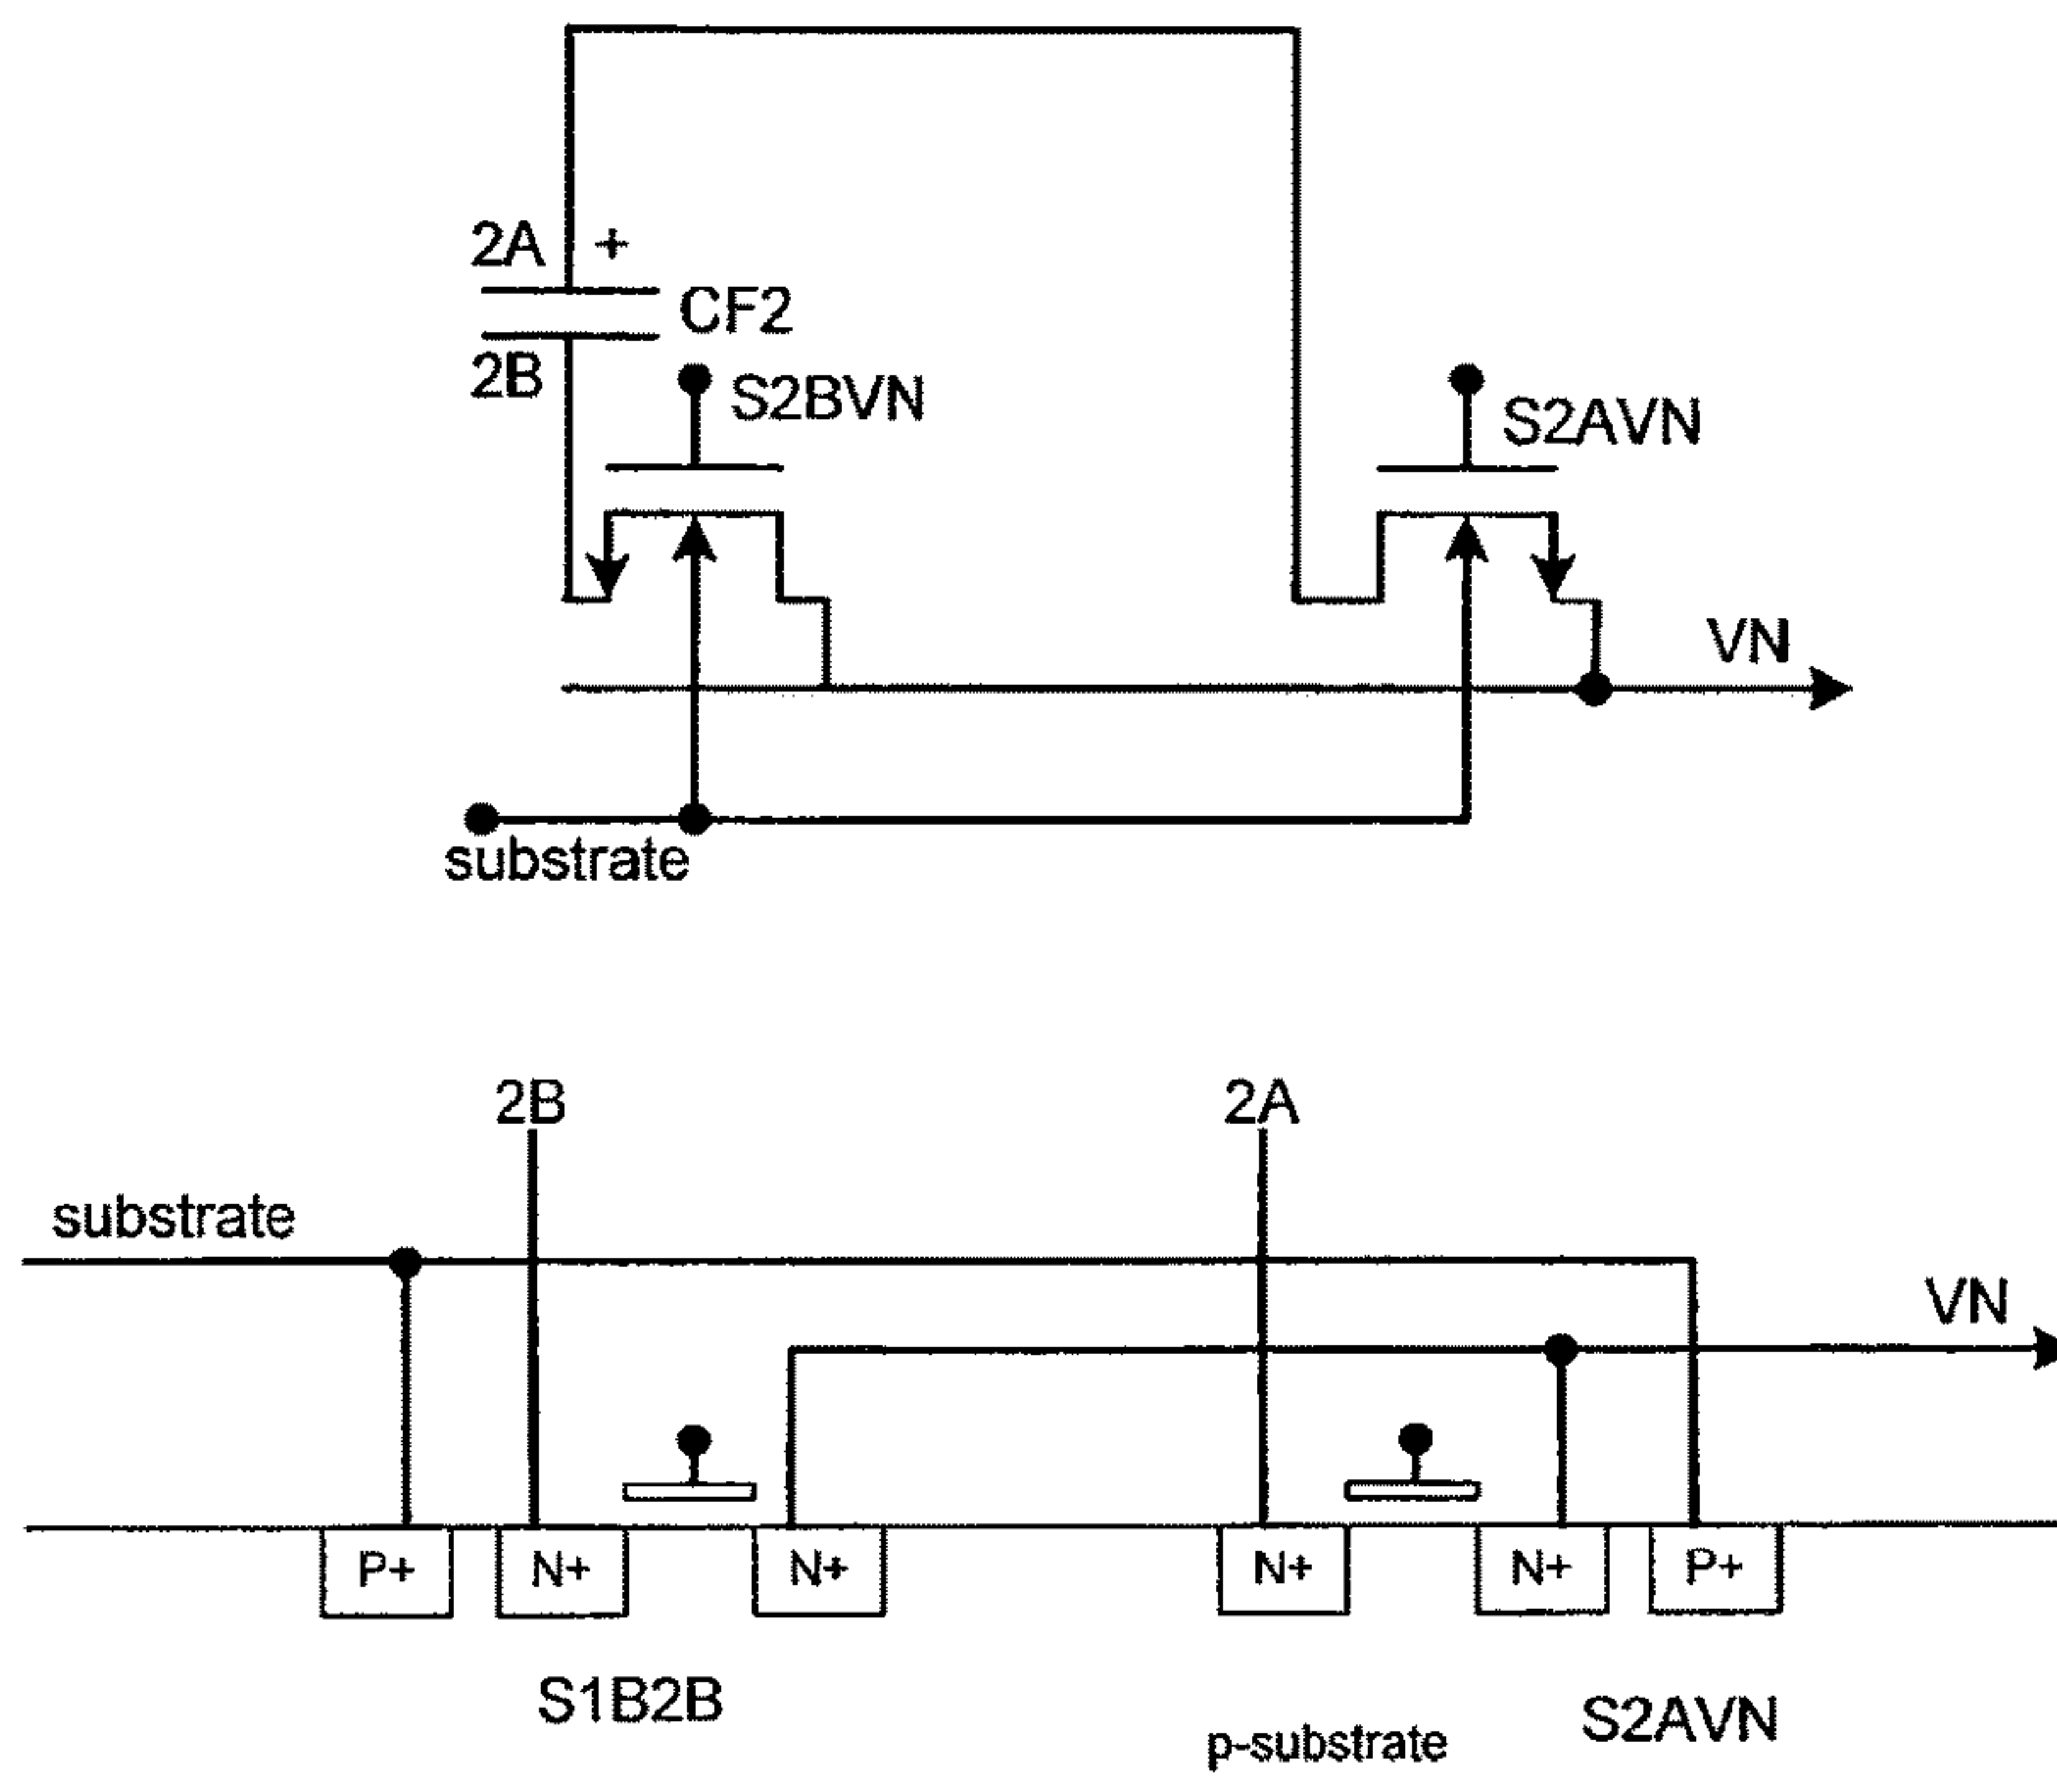 2A +
CF2
2B
S2BVN
S2AVN
VN
substrate
2B
2A
substrate
VN
P+
N+
N+
N+
N+
P+
S1B2B
S2AVN
p-substrate